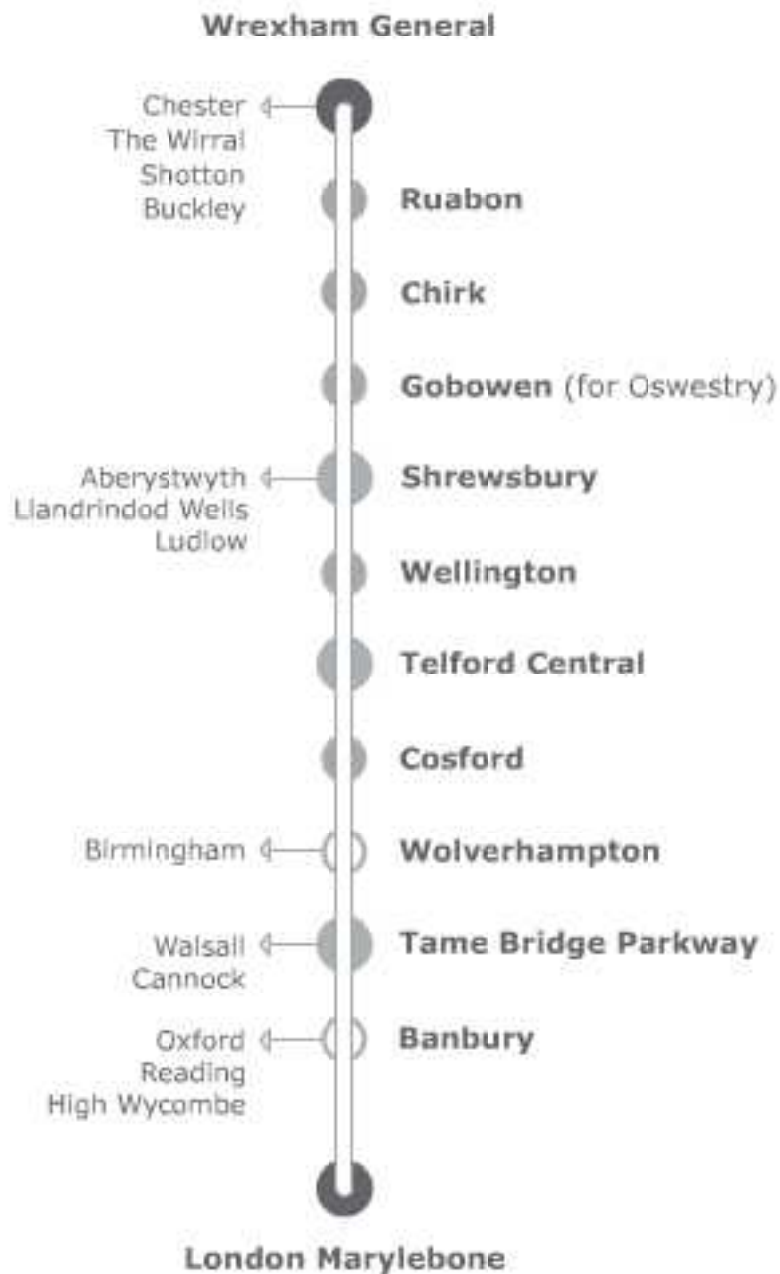 Wrexham General
Chester
The Wirral
Shotton
Buckley
Ruabon
Chirk
Gobowen (for Oswestry)
Aberystwyth
Llandrindod Wells
Ludlow
Shrewsbury
Wellington
Telford Central
Cosford
Birmingham
Wolverhampton
Walsall
Cannock
Tame Bridge Parkway
Oxford
Reading
High Wycombe
Banbury
London Marylebone